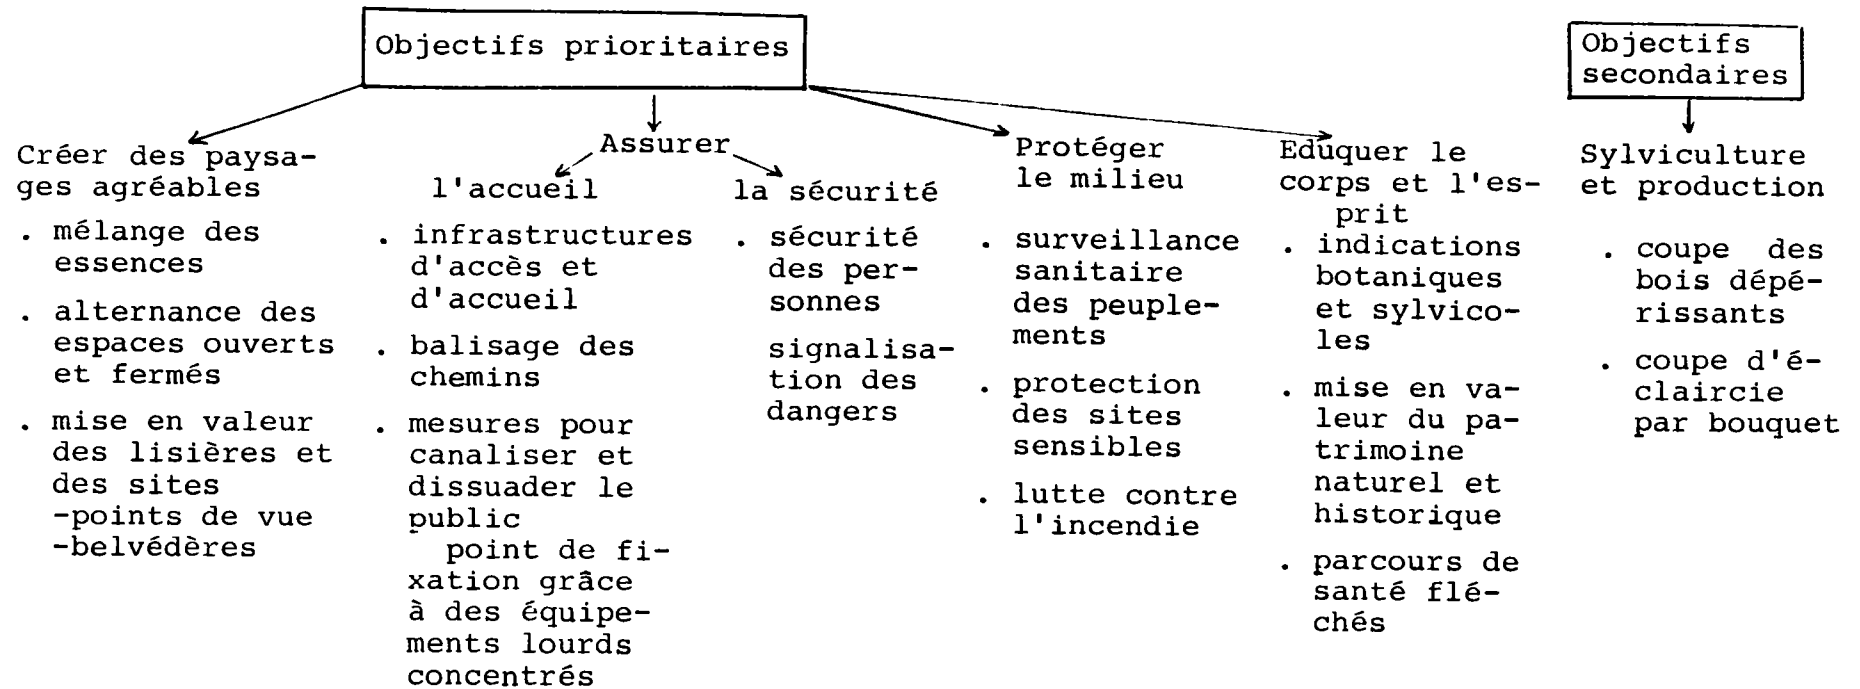 Objectifs prioritaires
Objectifs
secondaires
Créer des paysa-
ges agréables
. mélange des
essences
. alternance des
espaces ouverts
et fermés
. mise en valeur
des lisières et
des sites
-points de vue
-belvédères
Assurer
l'accueil
. infrastructures
d'accès et
d'accueil
. balisage des
chemins
. mesures pour
canaliser et
dissuader le
public
point de fi-
xation grâce
à des équipe-
ments lourds
concentrés
la sécurité
. sécurité
des per-
sonnes
signalisa-
tion des
dangers
Protéger
le milieu
. surveillance
sanitaire
des peuple-
ments
. protection
des sites
sensibles
. lutte contre
l'incendie
Eduquer le
corps et l'es-
prit
. indications
botaniques
et sylvico-
les
. mise en va-
leur du pa-
trimoine
naturel et
historique
. parcours de
santé flé-
chés
Sylviculture
et production
. coupe des
bois dépé-
rissants
. coupe d'é-
claircie
par bouquet